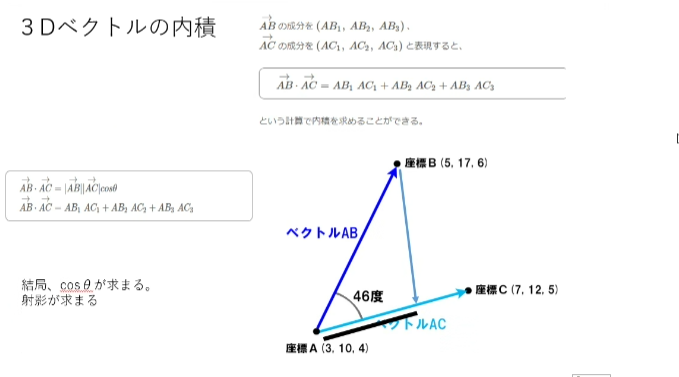 ３Dベクトルの内積
AB の成分を (AB₁, AB₂, AB₃)、
AC の成分を (AC₁, AC₂, AC₃) と表現すると、
AB · AC = AB₁ AC₁ + AB₂ AC₂ + AB₃ AC₃
という計算で内積を求めることができる。
AB · AC = |AB||AC|cosθ
AB · AC = AB₁ AC₁ + AB₂ AC₂ + AB₃ AC₃
結局、cosθが求まる。
射影が求まる
座標B (5, 17, 6)
ベクトルAB
46度
座標C (7, 12, 5)
ベクトルAC
座標A (3, 10, 4)